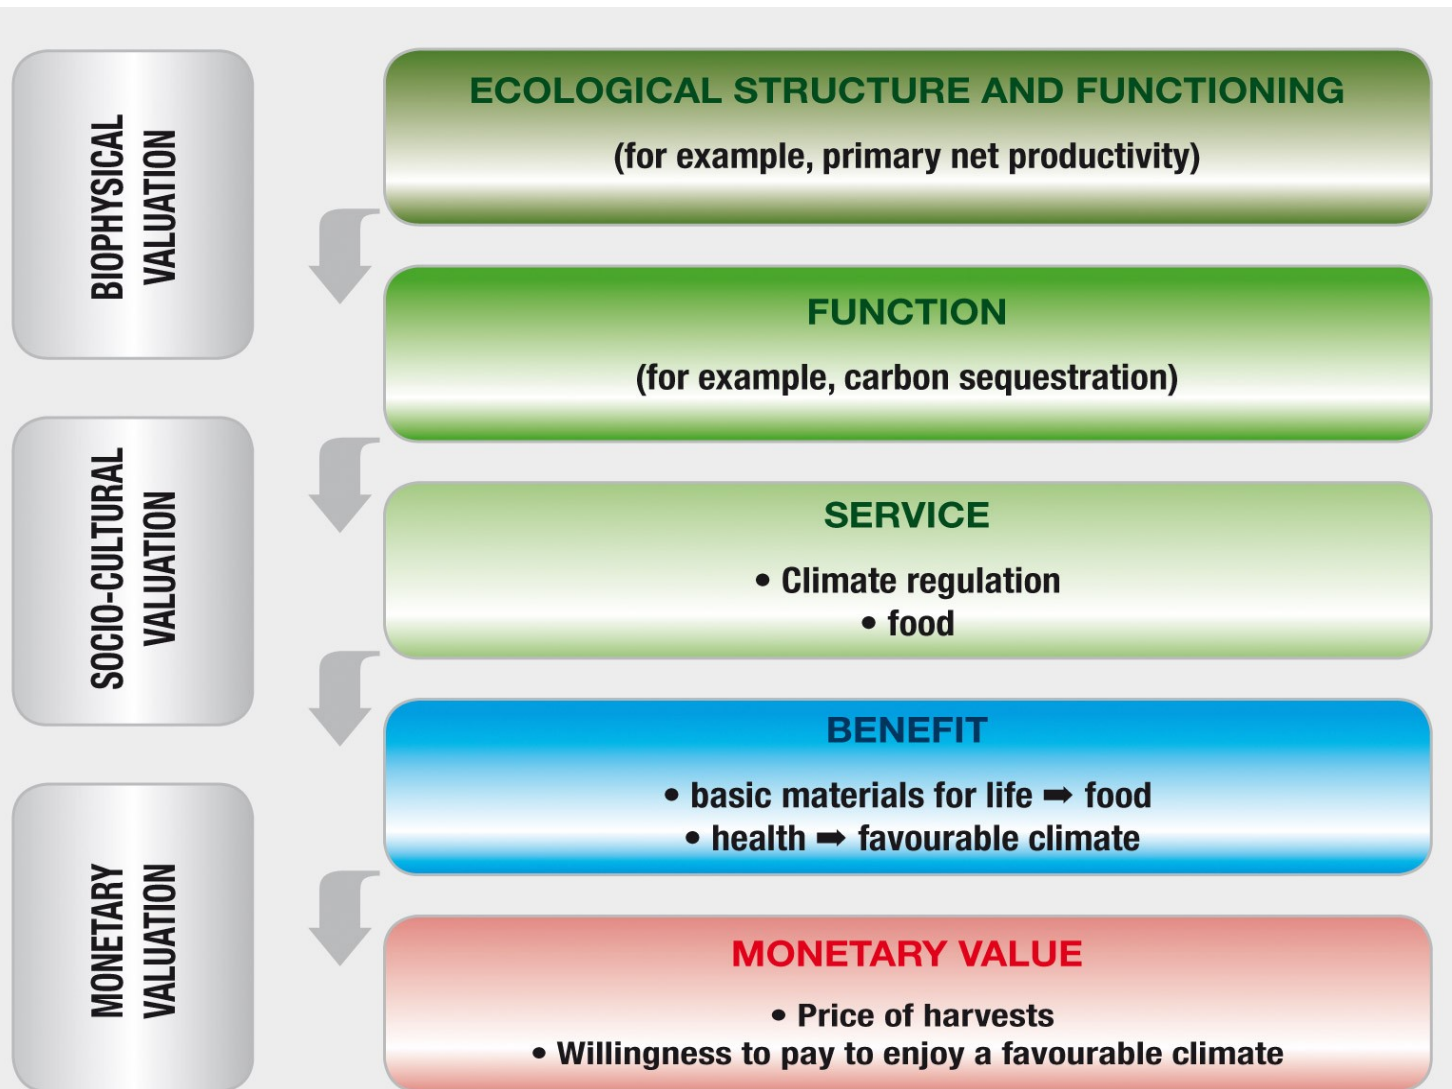 BIOPHYSICAL
VALUATION
ECOLOGICAL STRUCTURE AND FUNCTIONING
(for example, primary net productivity)
FUNCTION
(for example, carbon sequestration)
SOCIO-CULTURAL
VALUATION
SERVICE
• Climate regulation
• food
BENEFIT
• basic materials for life ➡ food
• health ➡ favourable climate
MONETARY
VALUATION
MONETARY VALUE
• Price of harvests
• Willingness to pay to enjoy a favourable climate